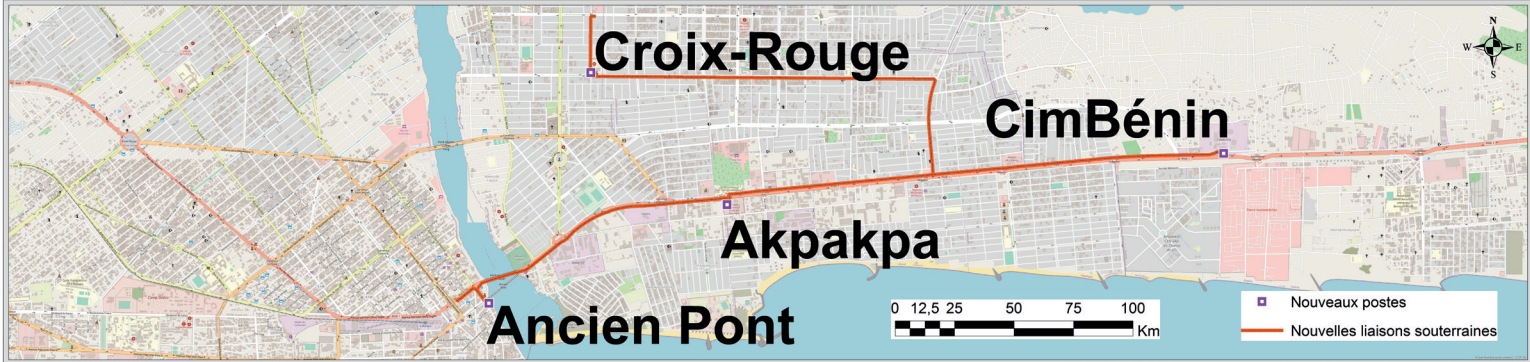 Croix-Rouge
N
W E
S
CimBénin
Akpakpa
Ancien Pont
0 12,5 25 50 75 100
Km
Nouveaux postes
Nouvelles liaisons souterraines